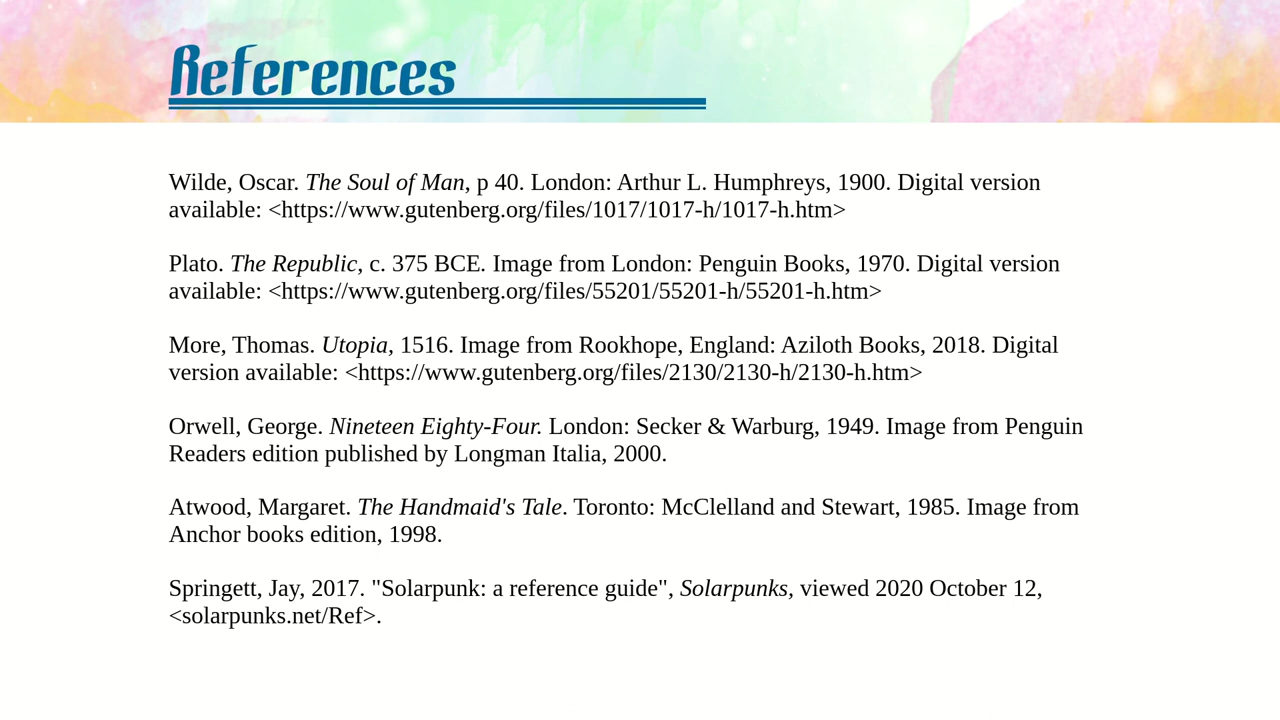 References
Wilde, Oscar. The Soul of Man, p 40. London: Arthur L. Humphreys, 1900. Digital version
available: <https://www.gutenberg.org/files/1017/1017-h/1017-h.htm>
Plato. The Republic, c. 375 BCE. Image from London: Penguin Books, 1970. Digital version
available: <https://www.gutenberg.org/files/55201/55201-h/55201-h.htm>
More, Thomas. Utopia, 1516. Image from Rookhope, England: Aziloth Books, 2018. Digital
version available: <https://www.gutenberg.org/files/2130/2130-h/2130-h.htm>
Orwell, George. Nineteen Eighty-Four. London: Secker & Warburg, 1949. Image from Penguin
Readers edition published by Longman Italia, 2000.
Atwood, Margaret. The Handmaid's Tale. Toronto: McClelland and Stewart, 1985. Image from
Anchor books edition, 1998.
Springett, Jay, 2017. "Solarpunk: a reference guide", Solarpunks, viewed 2020 October 12,
<solarpunks.net/Ref>.